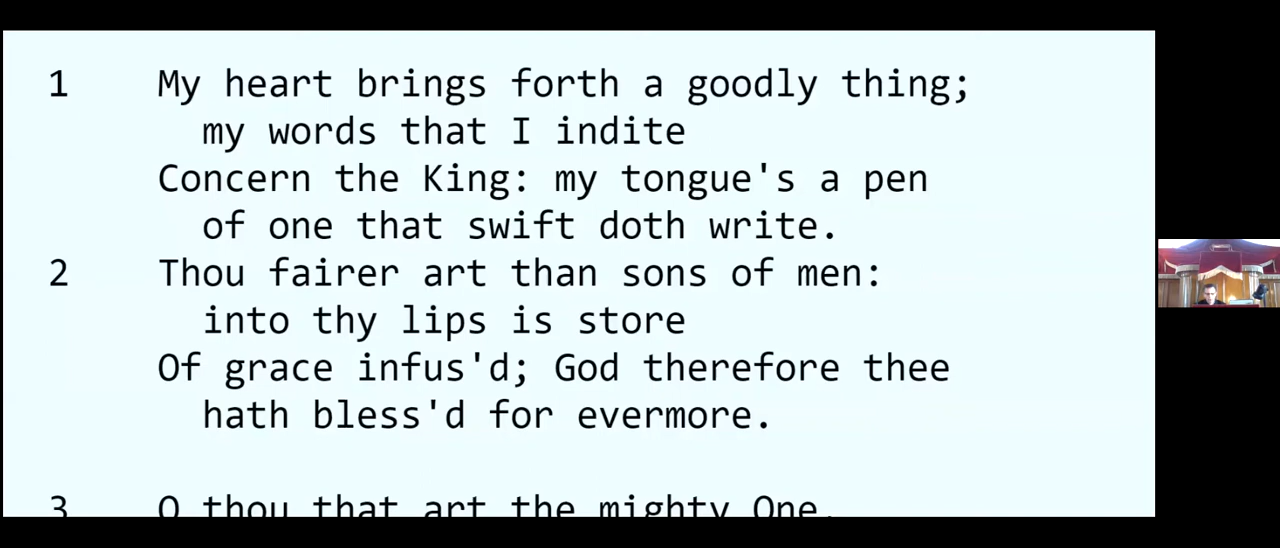 1 My heart brings forth a goodly thing;
my words that I indite
Concern the King: my tongue's a pen
of one that swift doth write.
2 Thou fairer art than sons of men:
into thy lips is store
Of grace infus'd; God therefore thee
hath bless'd for evermore.
3 O thou that art the mighty One,